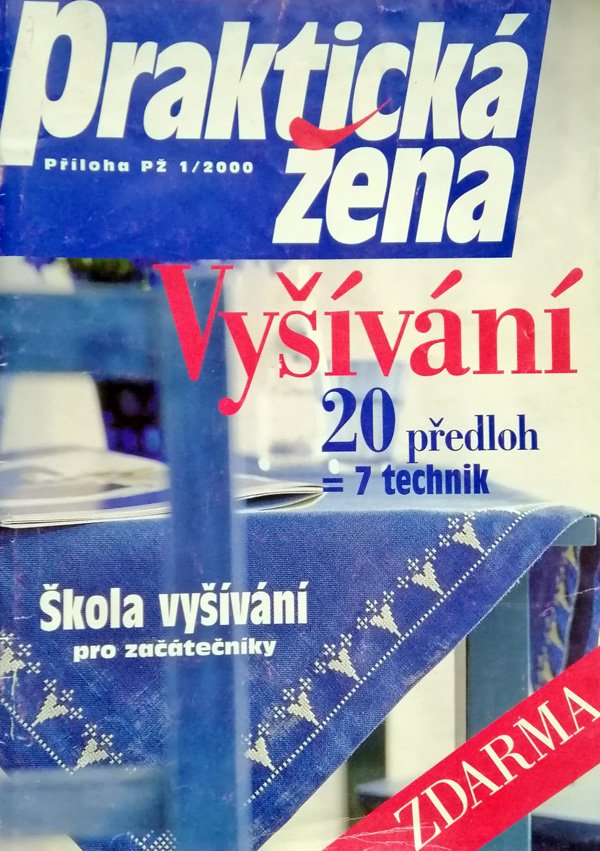 Praktická
žena
Příloha PŽ 1/2000
Vyšívání
20 předloh
= 7 technik
Škola vyšívání
pro začátečníky
ZDARMA